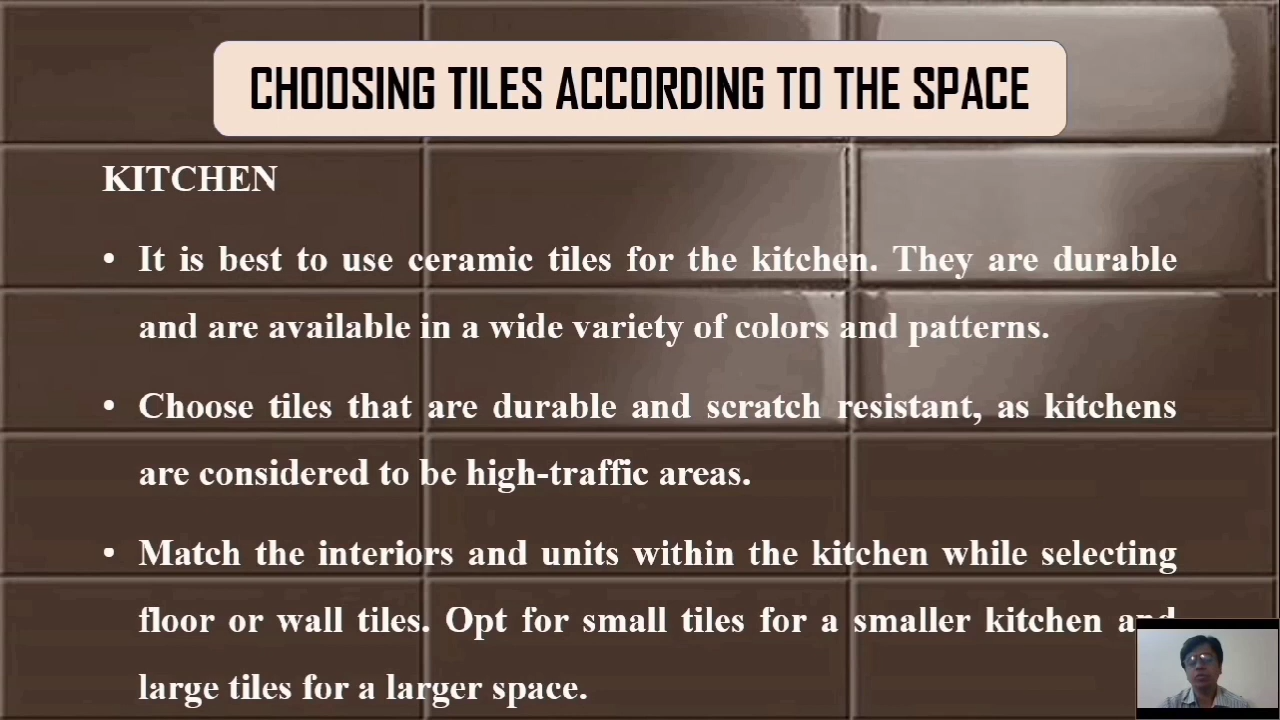 CHOOSING TILES ACCORDING TO THE SPACE
KITCHEN
• It is best to use ceramic tiles for the kitchen. They are durable
and are available in a wide variety of colors and patterns.
• Choose tiles that are durable and scratch resistant, as kitchens
are considered to be high-traffic areas.
• Match the interiors and units within the kitchen while selecting
floor or wall tiles. Opt for small tiles for a smaller kitchen and
large tiles for a larger space.